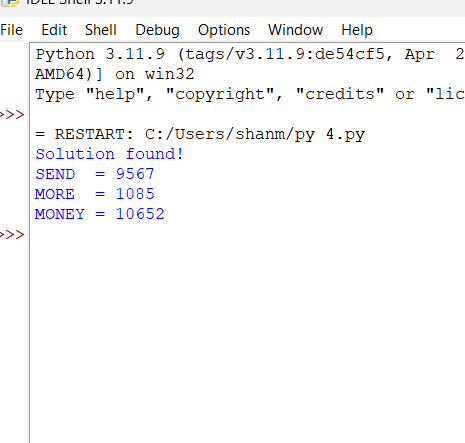 IDLE Shell 3.11.9
File Edit Shell Debug Options Window Help
Python 3.11.9 (tags/v3.11.9:de54cf5, Apr 2
AMD64)] on win32
Type "help", "copyright", "credits" or "lic
>>>
= RESTART: C:/Users/shanm/py 4.py
Solution found!
SEND = 9567
MORE = 1085
MONEY = 10652
>>>